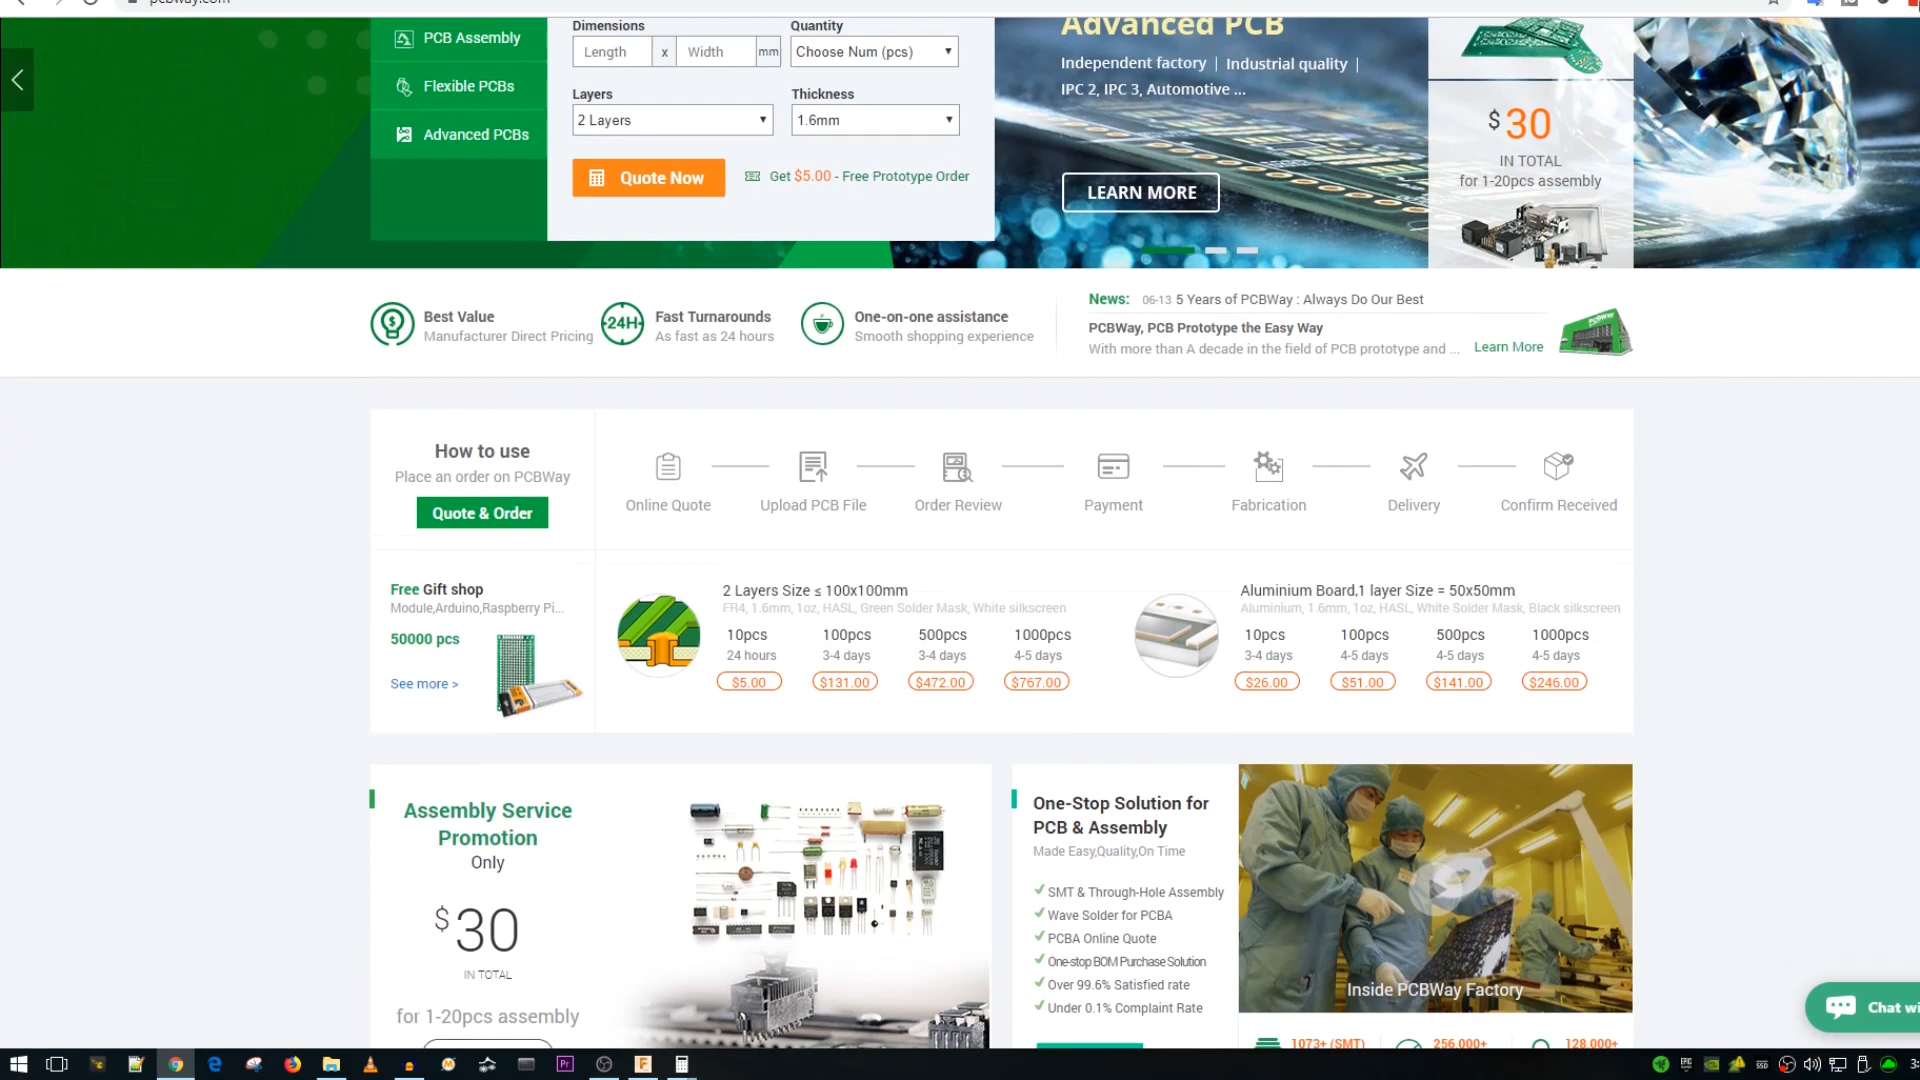 pcbway.com
PCB Assembly
Flexible PCBs
Advanced PCBs
Dimensions
Quantity
Length x Width mm
Choose Num (pcs)
Layers
Thickness
2 Layers
1.6mm
Quote Now
Get $5.00 - Free Prototype Order
Advanced PCB
Independent factory | Industrial quality |
IPC 2, IPC 3, Automotive ...
LEARN MORE
$30
IN TOTAL
for 1-20pcs assembly
Best Value
Manufacturer Direct Pricing
24H
Fast Turnarounds
As fast as 24 hours
One-on-one assistance
Smooth shopping experience
News: 06-13 5 Years of PCBWay : Always Do Our Best
PCBWay, PCB Prototype the Easy Way
With more than A decade in the field of PCB prototype and ...
Learn More
How to use
Place an order on PCBWay
Quote & Order
Online Quote
Upload PCB File
Order Review
Payment
Fabrication
Delivery
Confirm Received
Free Gift shop
Module,Arduino,Raspberry Pi...
50000 pcs
See more >
2 Layers Size ≤ 100x100mm
FR4, 1.6mm, 1oz, HASL, Green Solder Mask, White silkscreen
10pcs 100pcs 500pcs 1000pcs
24 hours 3-4 days 3-4 days 4-5 days
$5.00 $131.00 $472.00 $767.00
Aluminium Board,1 layer Size = 50x50mm
Aluminium, 1.6mm, 1oz, HASL, White Solder Mask, Black silkscreen
10pcs 100pcs 500pcs 1000pcs
3-4 days 4-5 days 4-5 days 4-5 days
$26.00 $51.00 $141.00 $246.00
Assembly Service
Promotion
Only
$30
IN TOTAL
for 1-20pcs assembly
One-Stop Solution for
PCB & Assembly
Made Easy,Quality,On Time
SMT & Through-Hole Assembly
Wave Solder for PCBA
PCBA Online Quote
One-stop BOM Purchase Solution
Over 99.6% Satisfied rate
Under 0.1% Complaint Rate
Inside PCBWay Factory
1073+ (SMT)
256,000+
128,000+
Chat wi